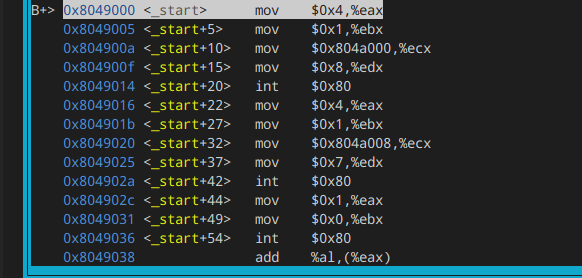 B+> 0x8049000 <_start> mov $0x4,%eax
0x8049005 <_start+5> mov $0x1,%ebx
0x804900a <_start+10> mov $0x804a000,%ecx
0x804900f <_start+15> mov $0x8,%edx
0x8049014 <_start+20> int $0x80
0x8049016 <_start+22> mov $0x4,%eax
0x804901b <_start+27> mov $0x1,%ebx
0x8049020 <_start+32> mov $0x804a008,%ecx
0x8049025 <_start+37> mov $0x7,%edx
0x804902a <_start+42> int $0x80
0x804902c <_start+44> mov $0x1,%eax
0x8049031 <_start+49> mov $0x0,%ebx
0x8049036 <_start+54> int $0x80
0x8049038 add %al,(%eax)